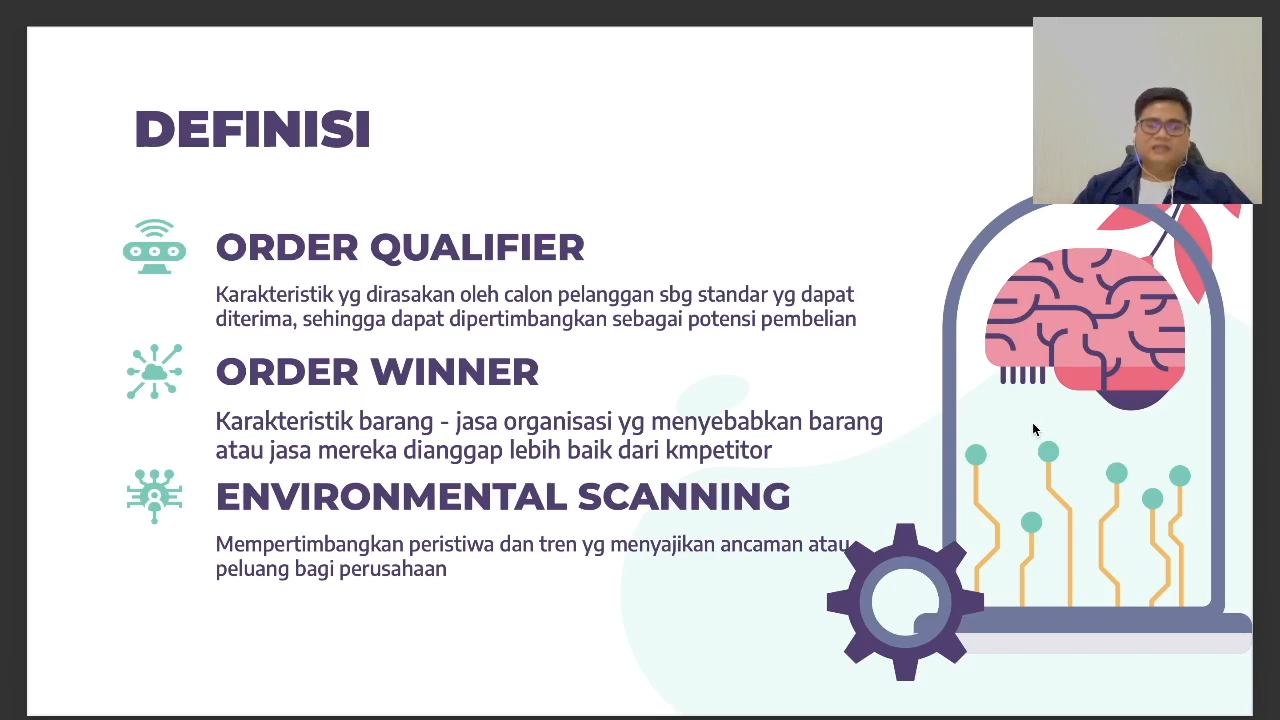 DEFINISI
ORDER QUALIFIER
Karakteristik yg dirasakan oleh calon pelanggan sbg standar yg dapat
diterima, sehingga dapat dipertimbangkan sebagai potensi pembelian
ORDER WINNER
Karakteristik barang - jasa organisasi yg menyebabkan barang
atau jasa mereka dianggap lebih baik dari kmpetitor
ENVIRONMENTAL SCANNING
Mempertimbangkan peristiwa dan tren yg menyajikan ancaman atau
peluang bagi perusahaan